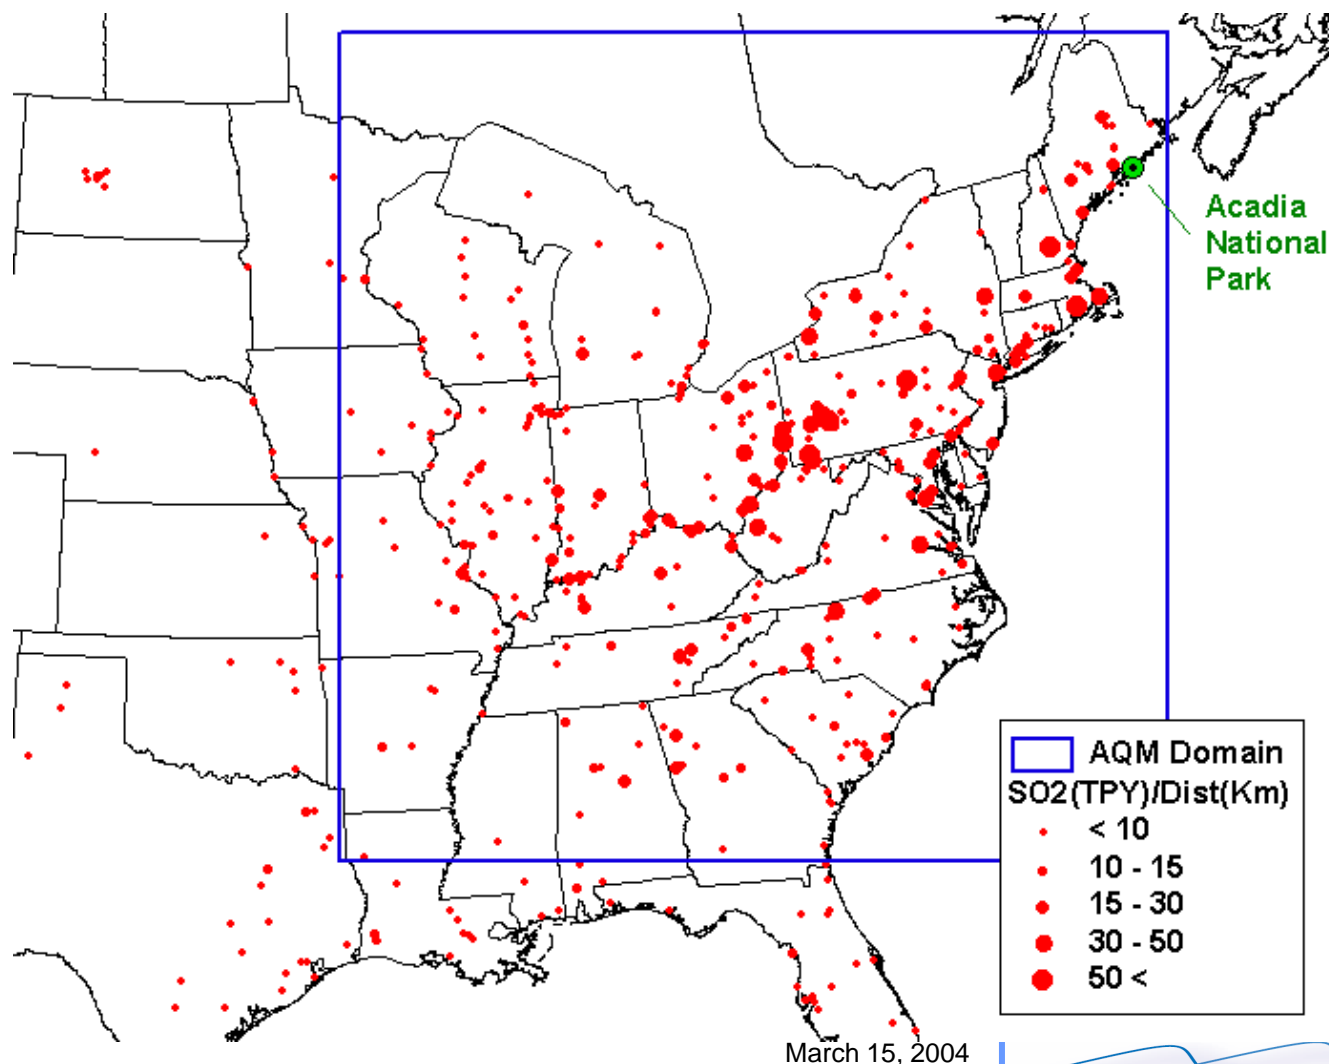 Acadia
National
Park
AQM Domain
SO2(TPY)/Dist(Km)
< 10
10 - 15
15 - 30
30 - 50
50 <
March 15, 2004